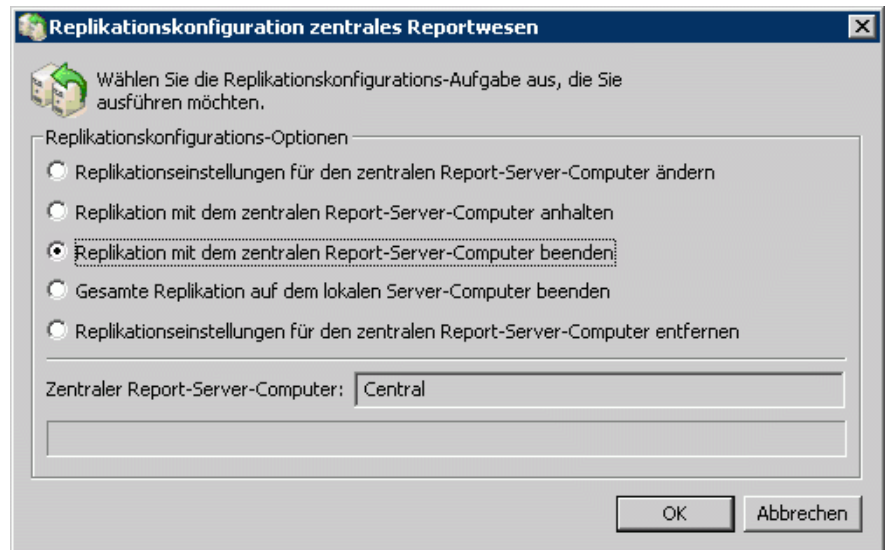 Replikationskonfiguration zentrales Reportwesen
Wählen Sie die Replikationskonfigurations-Aufgabe aus, die Sie
ausführen möchten.
Replikationskonfigurations-Optionen
Replikationseinstellungen für den zentralen Report-Server-Computer ändern
Replikation mit dem zentralen Report-Server-Computer anhalten
Replikation mit dem zentralen Report-Server-Computer beenden
Gesamte Replikation auf dem lokalen Server-Computer beenden
Replikationseinstellungen für den zentralen Report-Server-Computer entfernen
Zentraler Report-Server-Computer: Central
OK Abbrechen